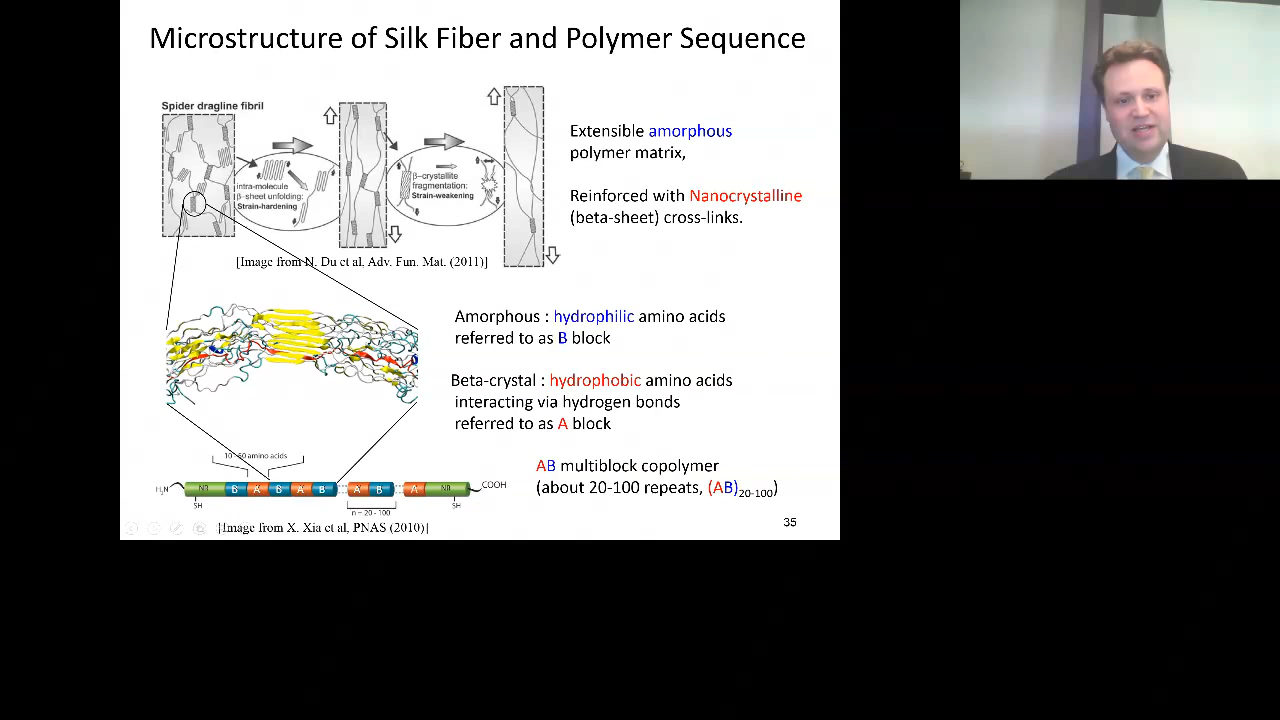 Microstructure of Silk Fiber and Polymer Sequence
Spider dragline fibril
intra-molecule
β-sheet unfolding:
Strain-hardening
β-crystallite
fragmentation:
Strain-weakening
[Image from N. Du et al, Adv. Fun. Mat. (2011)]
Extensible amorphous
polymer matrix,
Reinforced with Nanocrystalline
(beta-sheet) cross-links.
Amorphous : hydrophilic amino acids
referred to as B block
Beta-crystal : hydrophobic amino acids
interacting via hydrogen bonds
referred to as A block
AB multiblock copolymer
(about 20-100 repeats, (AB)20-100)
amino acids
H2N B A B A B A B A COOH
SH SH
n = 20 - 100
[Image from X. Xia et al, PNAS (2010)]
35